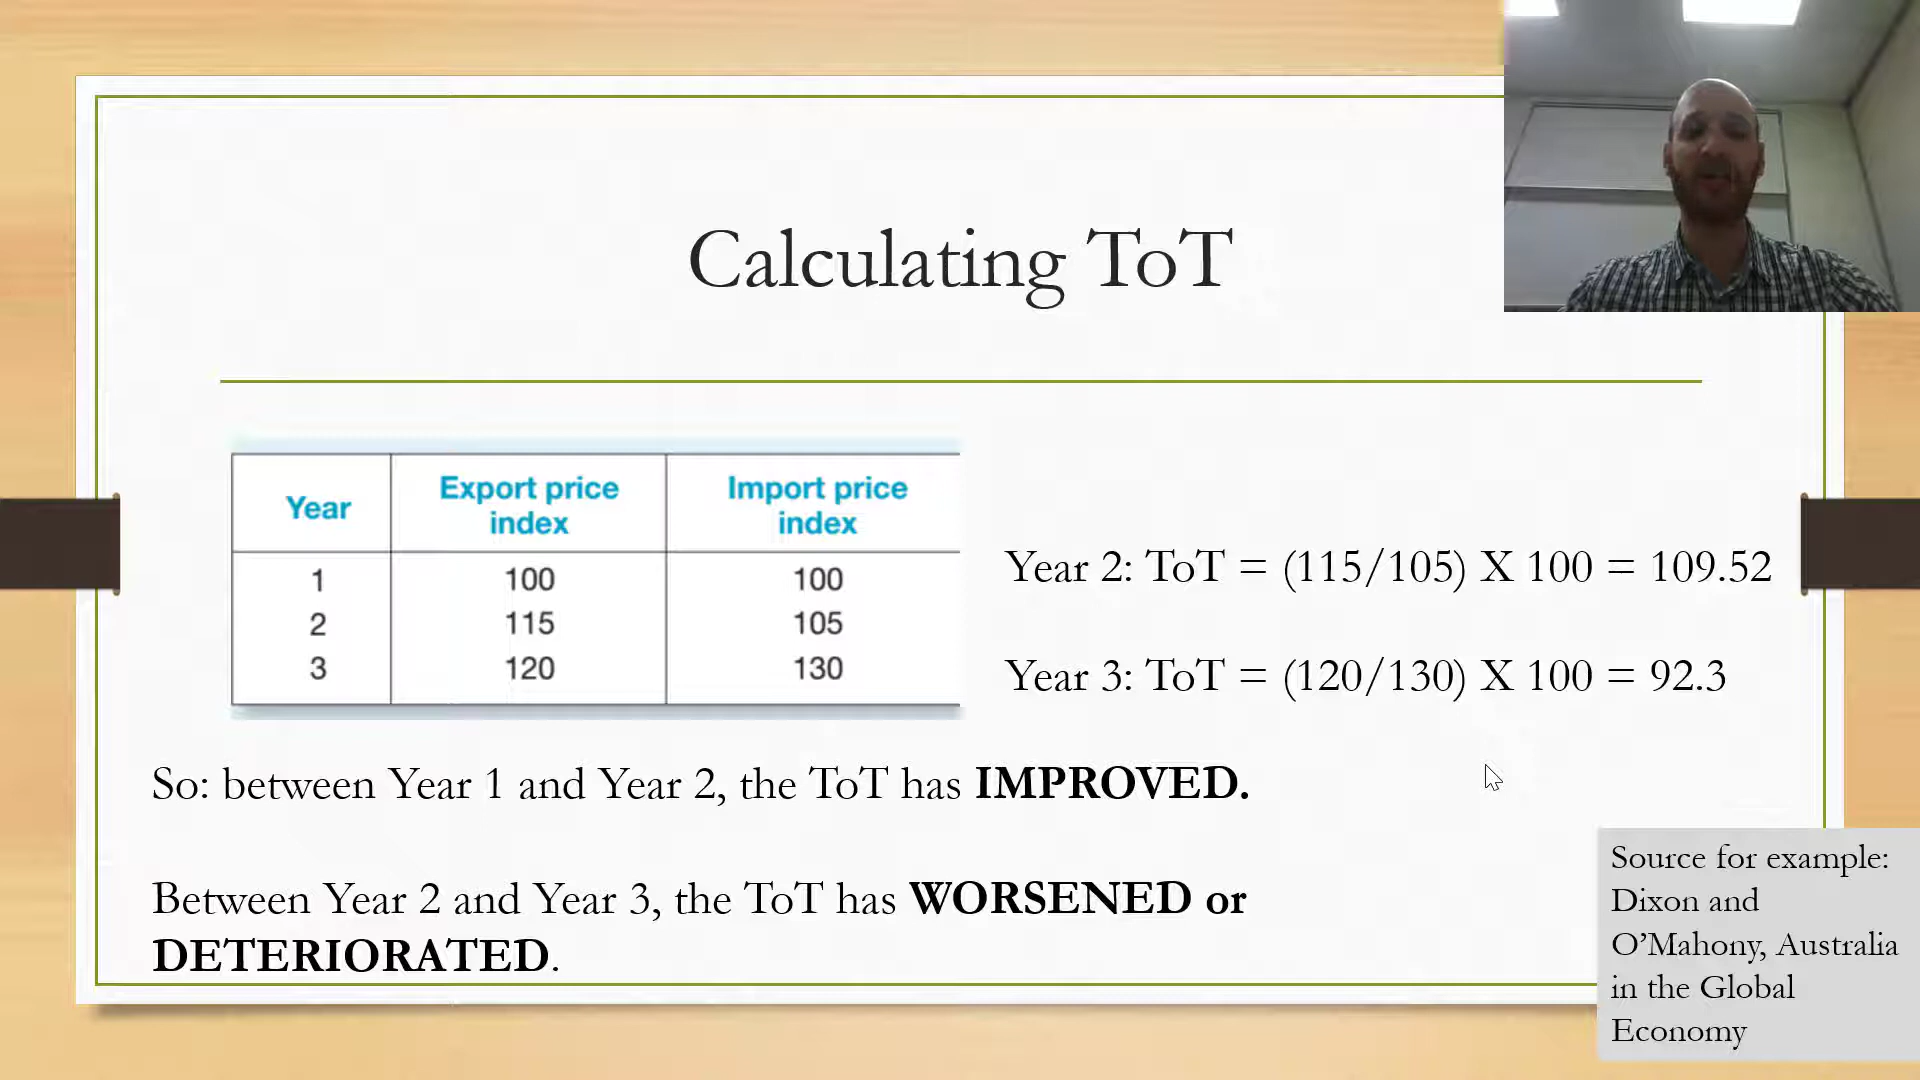 Calculating ToT
Year Export price index Import price index
1 100 100
2 115 105
3 120 130
Year 2: ToT = (115/105) X 100 = 109.52
Year 3: ToT = (120/130) X 100 = 92.3
So: between Year 1 and Year 2, the ToT has IMPROVED.
Between Year 2 and Year 3, the ToT has WORSENED or
DETERIORATED.
Source for example:
Dixon and
O’Mahony, Australia
in the Global
Economy